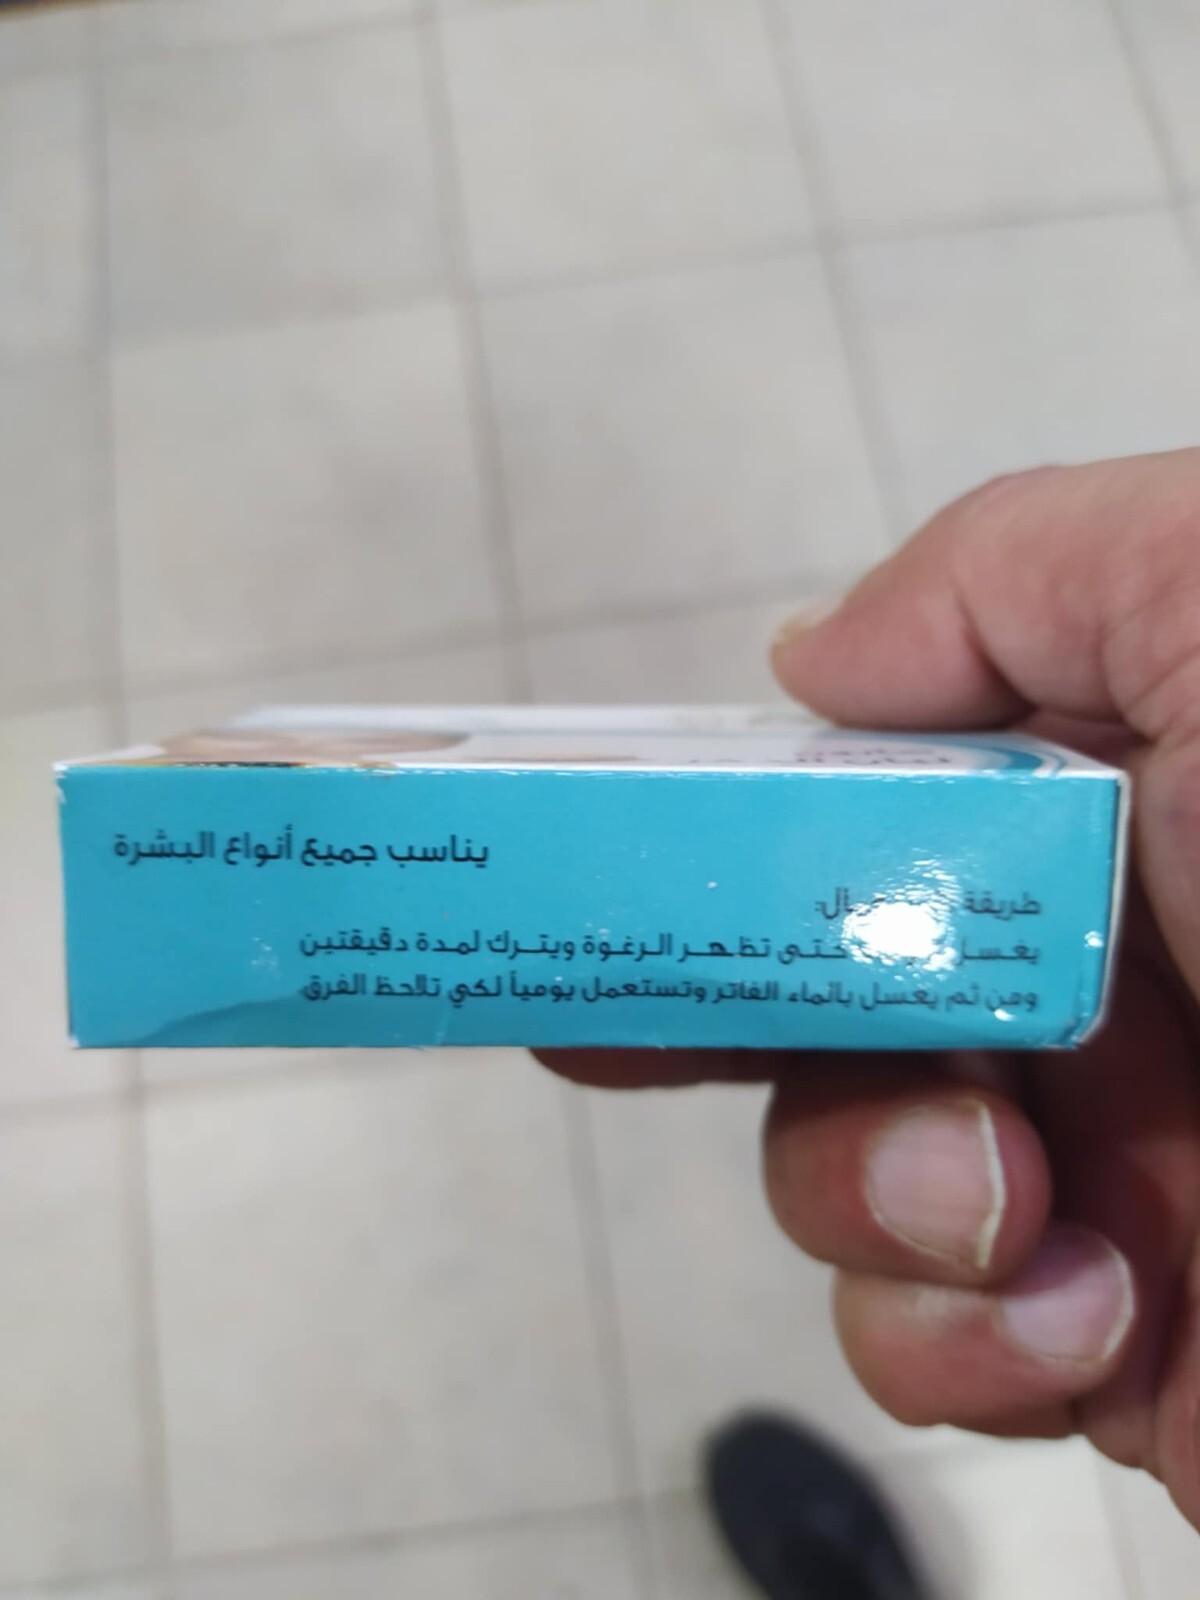 يناسب جميع أنواع البشرة
طريقة
يغسل حتى تظهر الرغوة ويترك لمدة دقيقتين
ومن ثم يغسل بالماء الفاتر وتستعمل يومياً لكي تلاحظ الفرق